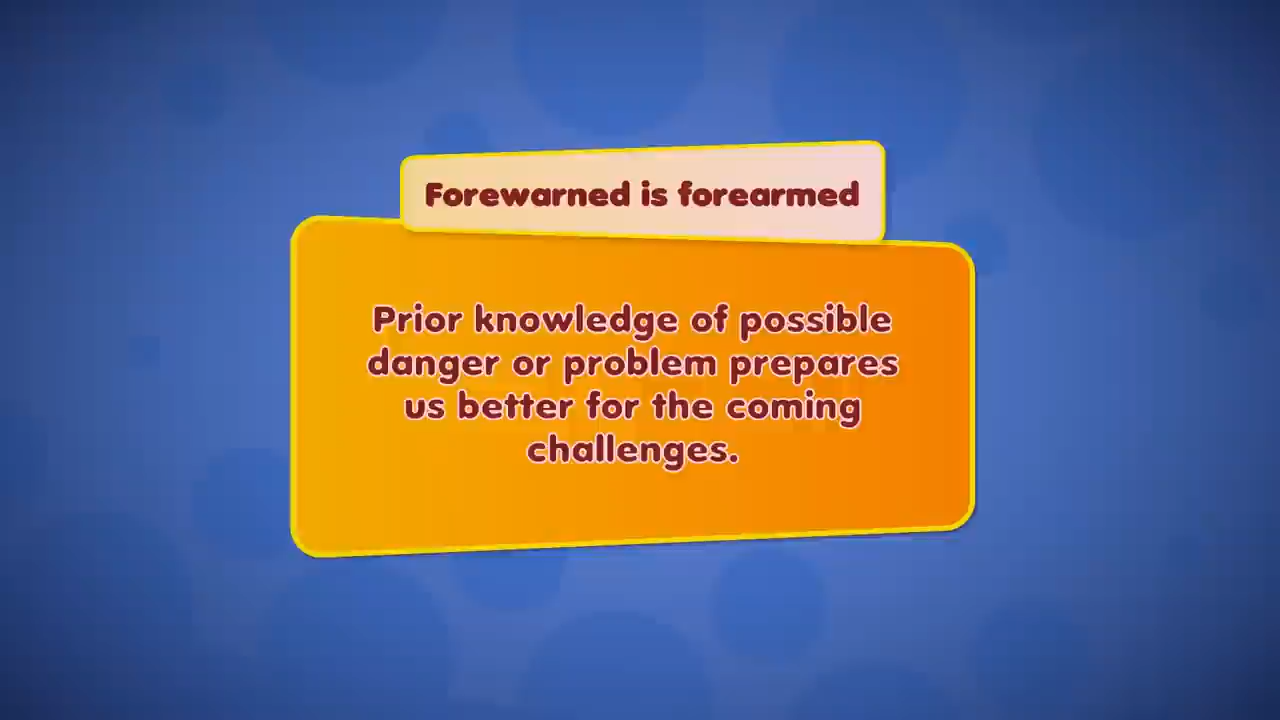 Forewarned is forearmed
Prior knowledge of possible
danger or problem prepares
us better for the coming
challenges.